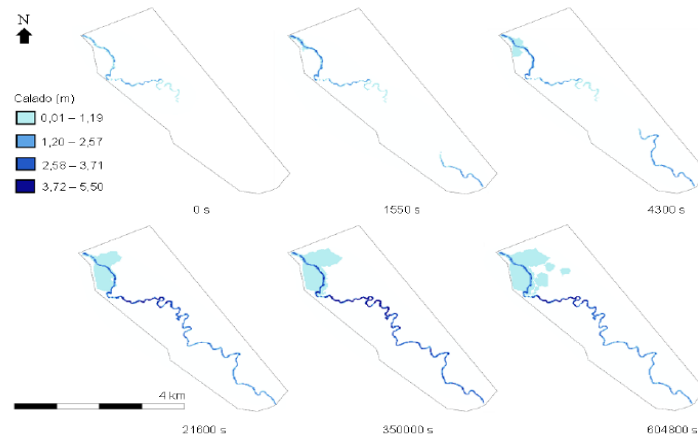 N
Calado (m)
0,01 – 1,19
1,20 – 2,57
2,58 – 3,71
3,72 – 5,50
0 s
1550 s
4300 s
4 km
21600 s
350000 s
604800 s